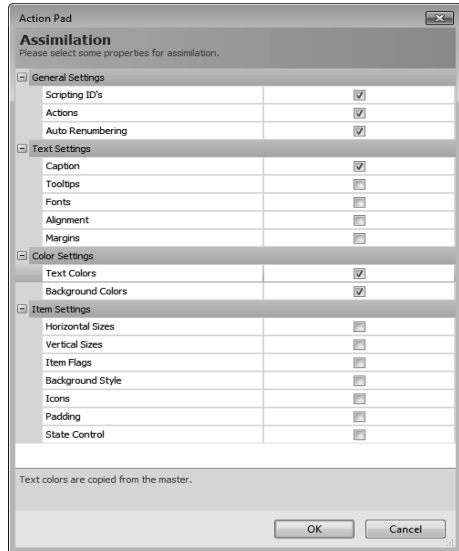 Action Pad
Assimilation
Please select some properties for assimilation.
General Settings
Scripting ID's
Actions
Auto Renumbering
Text Settings
Caption
Tooltips
Fonts
Alignment
Margins
Color Settings
Text Colors
Background Colors
Item Settings
Horizontal Sizes
Vertical Sizes
Item Flags
Background Style
Icons
Padding
State Control
Text colors are copied from the master.
OK Cancel